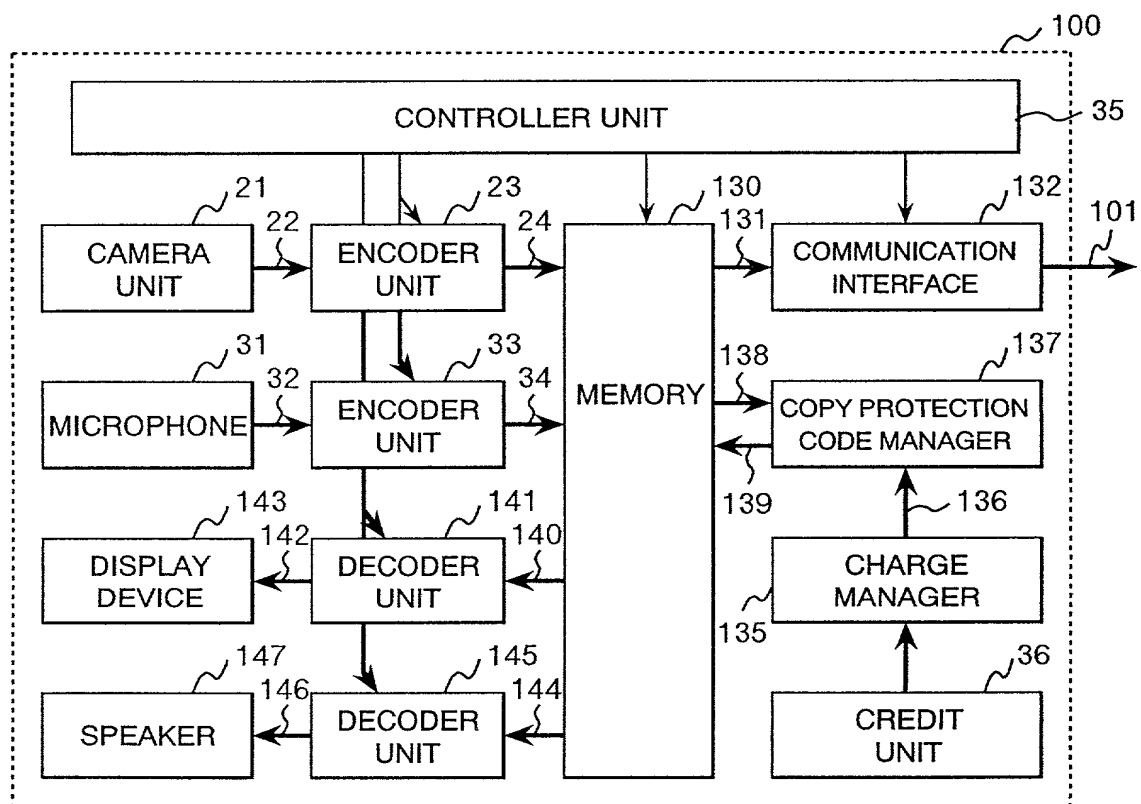 100
CONTROLLER UNIT
35
21
22
23
24
130
131
132
101
CAMERA
UNIT
ENCODER
UNIT
COMMUNICATION
INTERFACE
31
32
33
34
MEMORY
138
137
MICROPHONE
ENCODER
UNIT
COPY PROTECTION
CODE MANAGER
139
136
143
142
141
140
DISPLAY
DEVICE
DECODER
UNIT
CHARGE
MANAGER
135
147
146
145
144
36
SPEAKER
DECODER
UNIT
CREDIT
UNIT